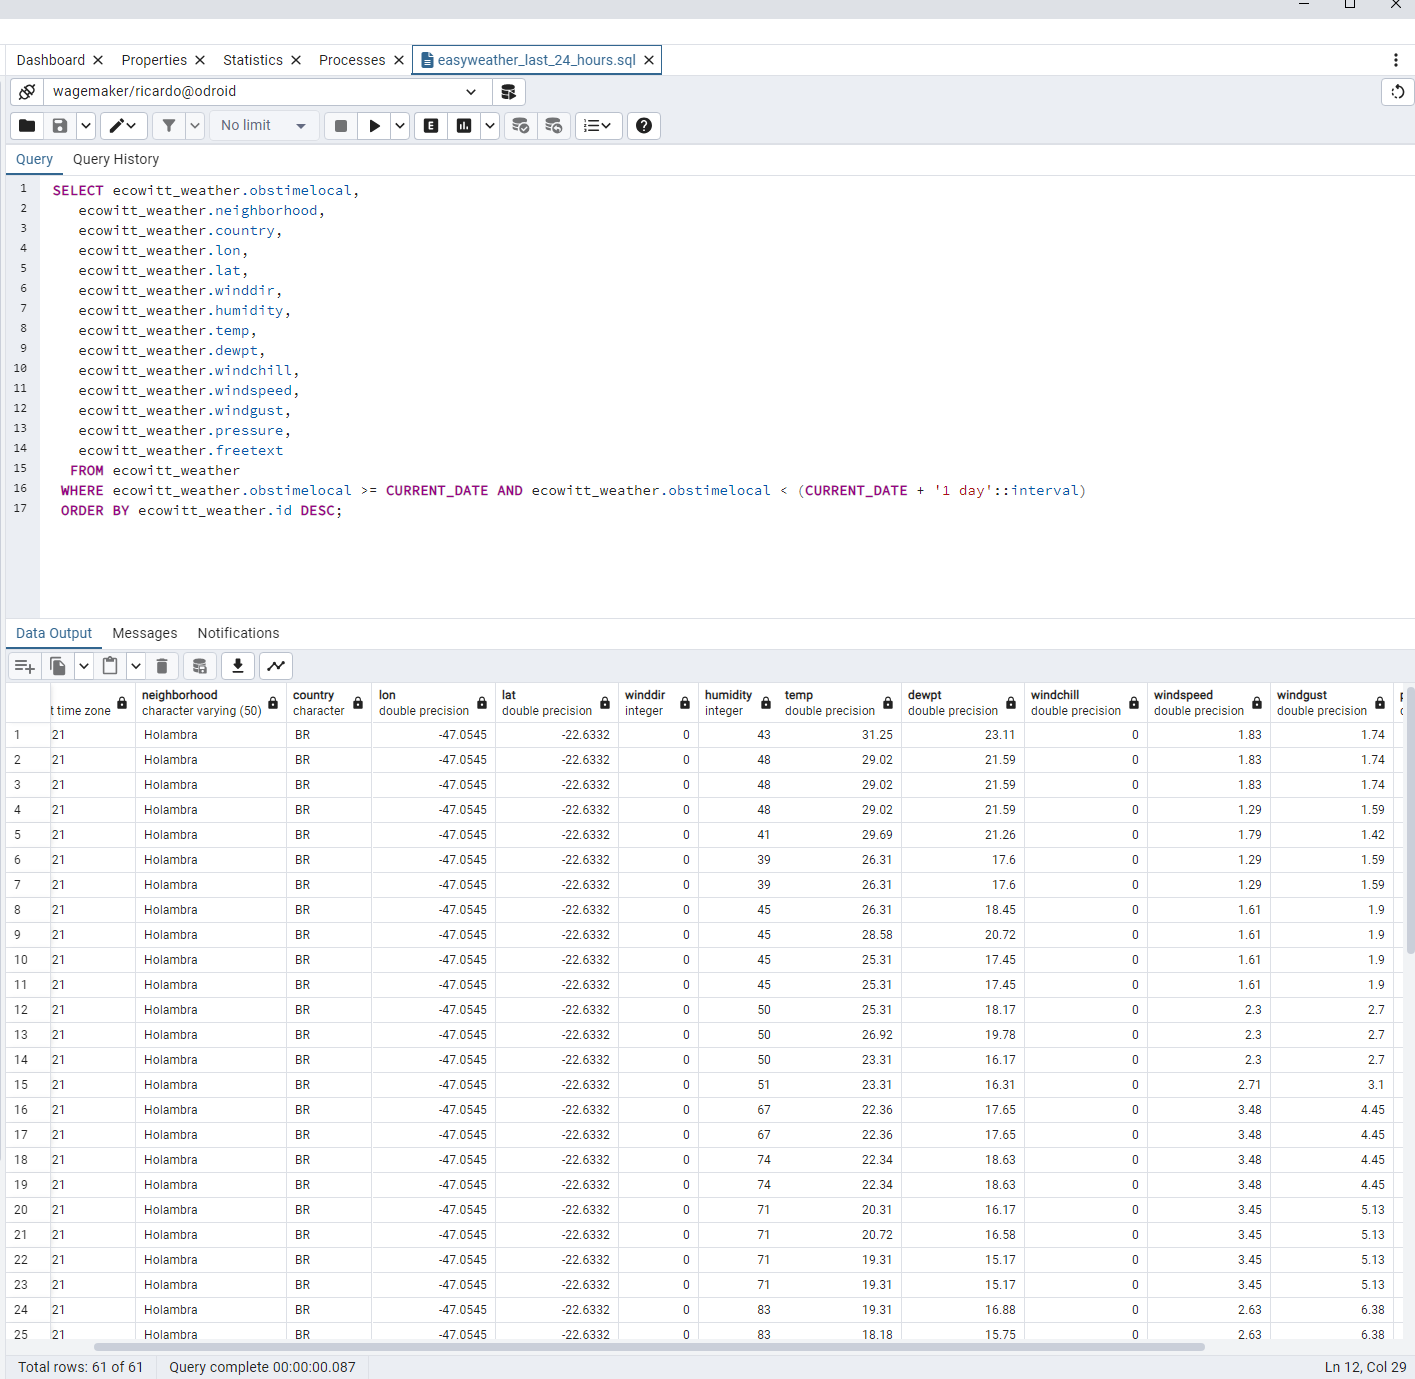 Dashboard Properties Statistics Processes easyweather_last_24_hours.sql
wagemaker/ricardo@odroid
No limit E
Query Query History
1 SELECT ecowitt_weather.obstimelocal,
2 ecowitt_weather.neighborhood,
3 ecowitt_weather.country,
4 ecowitt_weather.lon,
5 ecowitt_weather.lat,
6 ecowitt_weather.winddir,
7 ecowitt_weather.humidity,
8 ecowitt_weather.temp,
9 ecowitt_weather.dewpt,
10 ecowitt_weather.windchill,
11 ecowitt_weather.windspeed,
12 ecowitt_weather.windgust,
13 ecowitt_weather.pressure,
14 ecowitt_weather.freetext
15 FROM ecowitt_weather
16 WHERE ecowitt_weather.obstimelocal >= CURRENT_DATE AND ecowitt_weather.obstimelocal < (CURRENT_DATE + '1 day'::interval)
17 ORDER BY ecowitt_weather.id DESC;
Data Output Messages Notifications
neighborhood country lon lat winddir humidity temp dewpt windchill windspeed windgust
t time zone character varying (50) character double precision double precision integer integer double precision double precision double precision double precision double precision
1 21 Holambra BR -47.0545 -22.6332 0 43 31.25 23.11 0 1.83 1.74
2 21 Holambra BR -47.0545 -22.6332 0 48 29.02 21.59 0 1.83 1.74
3 21 Holambra BR -47.0545 -22.6332 0 48 29.02 21.59 0 1.83 1.74
4 21 Holambra BR -47.0545 -22.6332 0 48 29.02 21.59 0 1.29 1.59
5 21 Holambra BR -47.0545 -22.6332 0 41 29.69 21.26 0 1.79 1.42
6 21 Holambra BR -47.0545 -22.6332 0 39 26.31 17.6 0 1.29 1.59
7 21 Holambra BR -47.0545 -22.6332 0 39 26.31 17.6 0 1.29 1.59
8 21 Holambra BR -47.0545 -22.6332 0 45 26.31 18.45 0 1.61 1.9
9 21 Holambra BR -47.0545 -22.6332 0 45 28.58 20.72 0 1.61 1.9
10 21 Holambra BR -47.0545 -22.6332 0 45 25.31 17.45 0 1.61 1.9
11 21 Holambra BR -47.0545 -22.6332 0 45 25.31 17.45 0 1.61 1.9
12 21 Holambra BR -47.0545 -22.6332 0 50 25.31 18.17 0 2.3 2.7
13 21 Holambra BR -47.0545 -22.6332 0 50 26.92 19.78 0 2.3 2.7
14 21 Holambra BR -47.0545 -22.6332 0 50 23.31 16.17 0 2.3 2.7
15 21 Holambra BR -47.0545 -22.6332 0 51 23.31 16.31 0 2.71 3.1
16 21 Holambra BR -47.0545 -22.6332 0 67 22.36 17.65 0 3.48 4.45
17 21 Holambra BR -47.0545 -22.6332 0 67 22.36 17.65 0 3.48 4.45
18 21 Holambra BR -47.0545 -22.6332 0 74 22.34 18.63 0 3.48 4.45
19 21 Holambra BR -47.0545 -22.6332 0 74 22.34 18.63 0 3.48 4.45
20 21 Holambra BR -47.0545 -22.6332 0 71 20.31 16.17 0 3.45 5.13
21 21 Holambra BR -47.0545 -22.6332 0 71 20.72 16.58 0 3.45 5.13
22 21 Holambra BR -47.0545 -22.6332 0 71 19.31 15.17 0 3.45 5.13
23 21 Holambra BR -47.0545 -22.6332 0 71 19.31 15.17 0 3.45 5.13
24 21 Holambra BR -47.0545 -22.6332 0 83 19.31 16.88 0 2.63 6.38
25 21 Holambra BR -47.0545 -22.6332 0 83 18.18 15.75 0 2.63 6.38
Total rows: 61 of 61 Query complete 00:00:00.087 Ln 12, Col 29